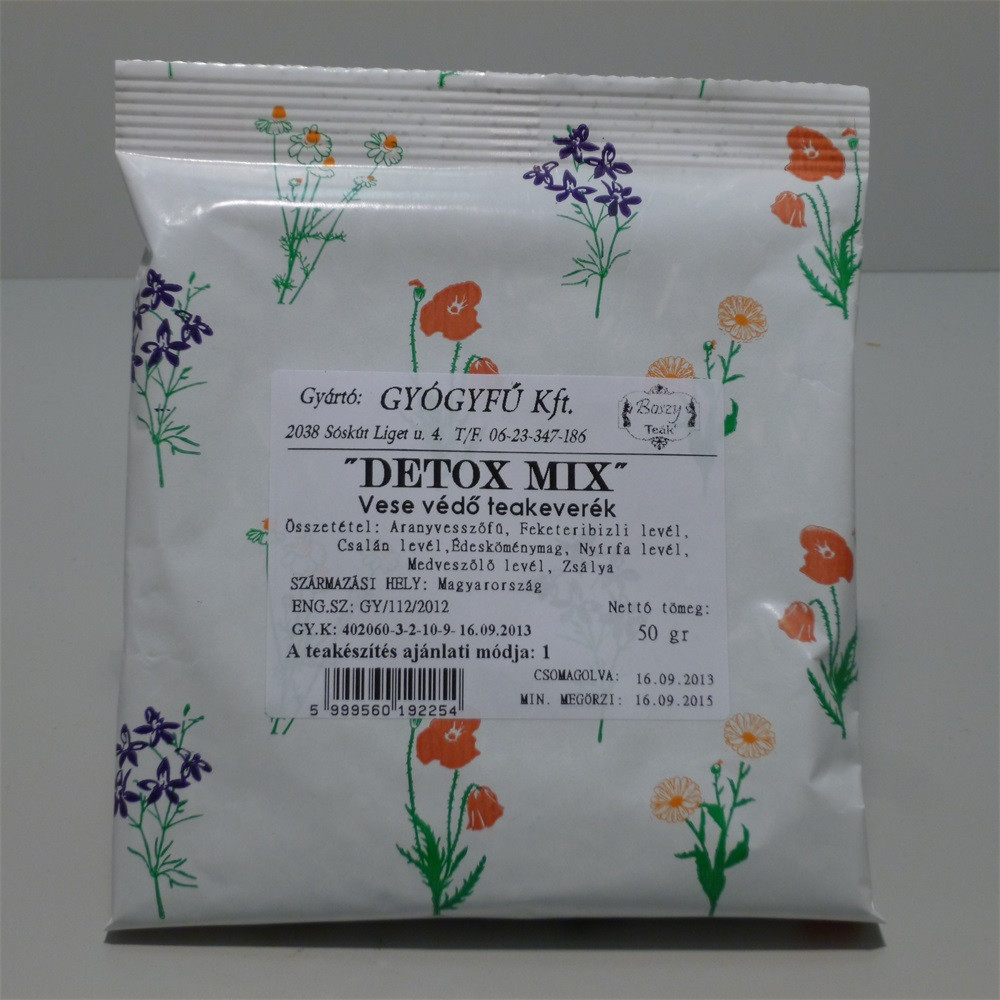 Gyártó: GYÓGYFŰ Kft.
Boszy
Teák
2038 Sóskút Liget u. 4. T/F. 06-23-347-186
"DETOX MIX"
Vese védő teakeverék
Összetétel: Aranyvesszőfű, Feketeribizli levél,
Csalán levél,Édesköménymag, Nyírfa levél,
Medveszőlő levél, Zsálya
SZÁRMAZÁSI HELY: Magyarország
ENG.SZ: GY/112/2012
Nettó tömeg:
GY.K: 402060-3-2-10-9- 16.09.2013
50 gr
A teakészítés ajánlati módja: 1
CSOMAGOLVA: 16.09.2013
MIN. MEGŐRZI: 16.09.2015
5 999560 192254